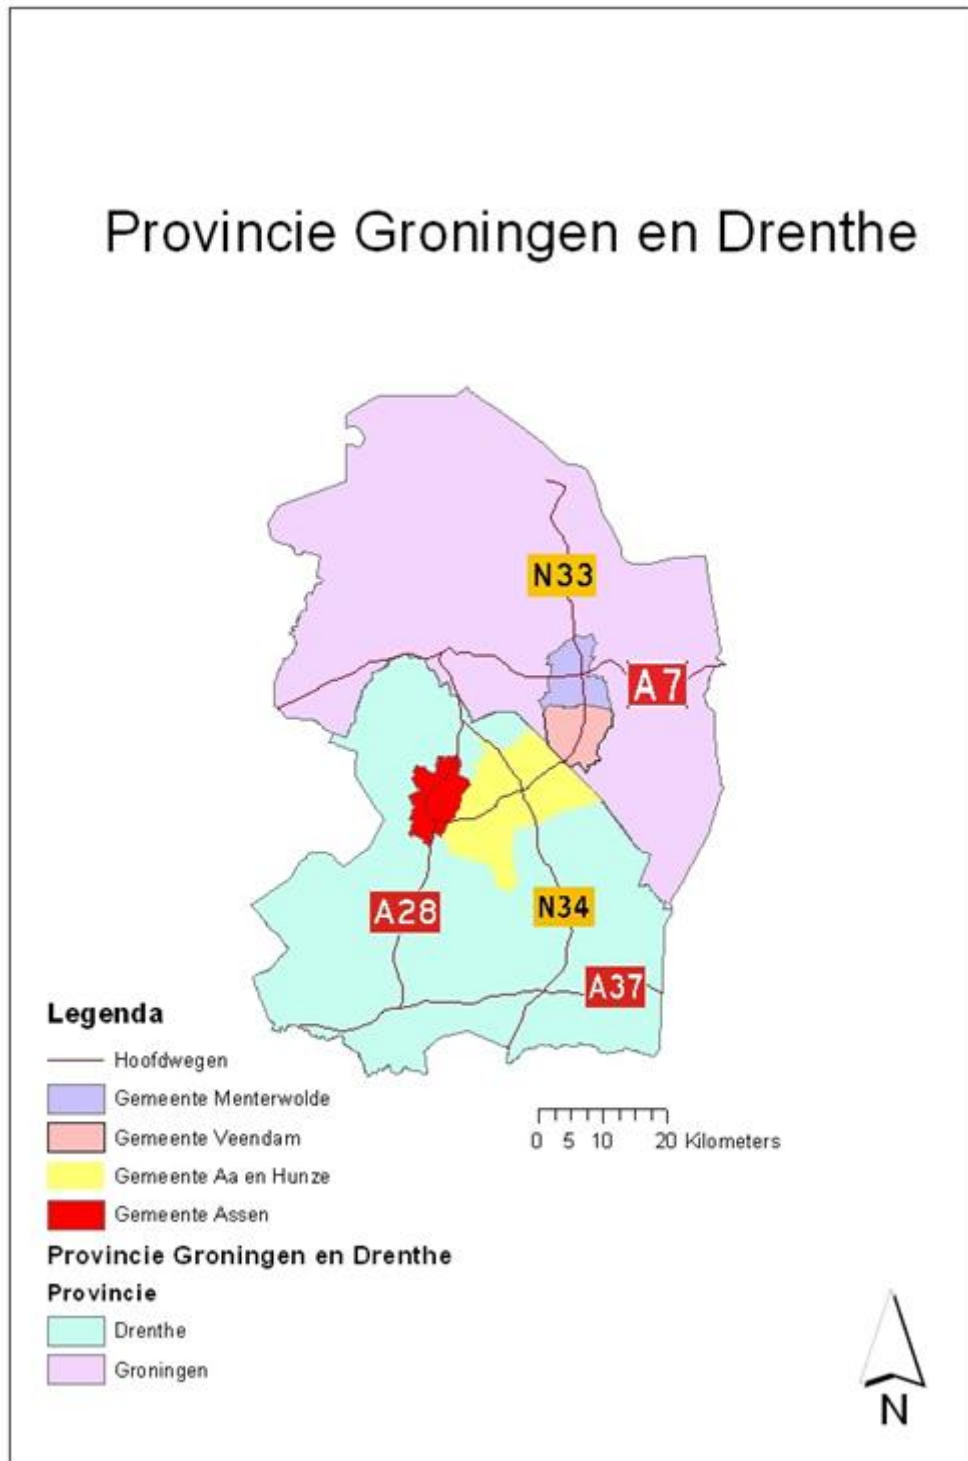 Provincie Groningen en Drenthe
N33
A7
A28
N34
A37
Legenda
Hoofdwegen
Gemeente Menterwolde
Gemeente Veendam
Gemeente Aa en Hunze
Gemeente Assen
0 5 10 20 Kilometers
Provincie Groningen en Drenthe
Provincie
Drenthe
Groningen
N